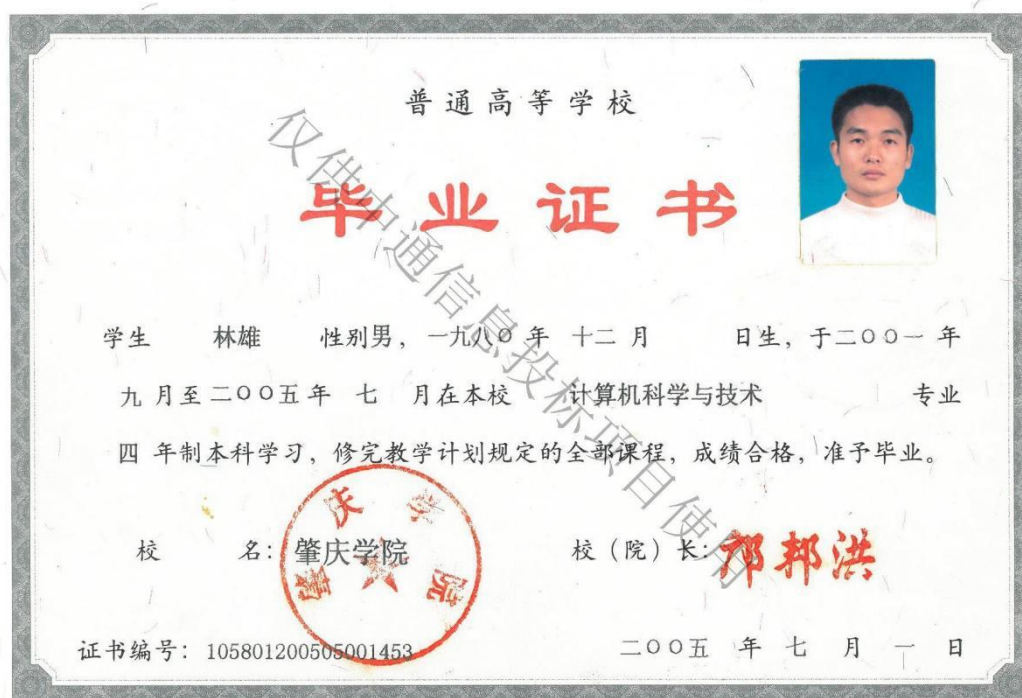 普通高等学校
毕业证书
学生 林雄 性别男，一九八〇年 十二 月 日生，于二〇〇一 年
九 月至 二〇〇五年 七 月在本校 计算机科学与技术 专业
四 年制本科学习，修完教学计划规定的全部课程，成绩合格，准予毕业。
校 名：肇庆学院
校（院）长：邝邦洪
肇庆学院
证书编号：105801200505001453
二〇〇五 年 七 月 一 日
仅供中通信息投标项目使用